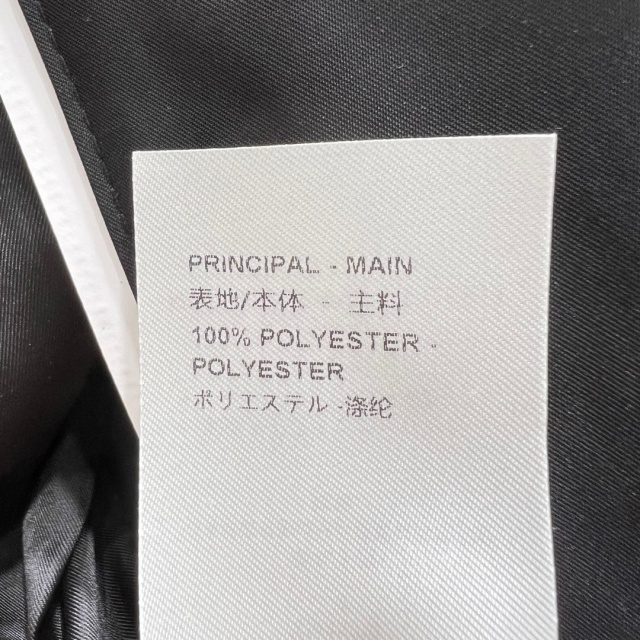 PRINCIPAL - MAIN
表地/本体 - 主料
100% POLYESTER -
POLYESTER
ポリエステル -涤纶